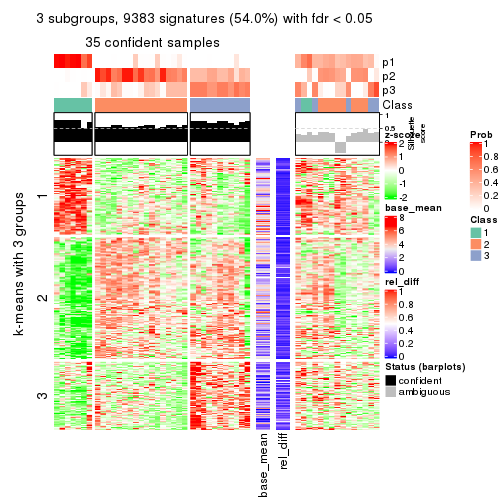 3 subgroups, 9383 signatures (54.0%) with fdr < 0.05
35 confident samples
p1
p2
p3
Class
1
0.5
0
Silhouette
score
k-means with 3 groups
1
2
3
base_mean
rel_diff
z-score
2
1
0
-1
-2
base_mean
8
6
4
2
0
rel_diff
1
0.8
0.6
0.4
0.2
0
Status (barplots)
confident
ambiguous
Prob
1
0.8
0.6
0.4
0.2
0
Class
1
2
3